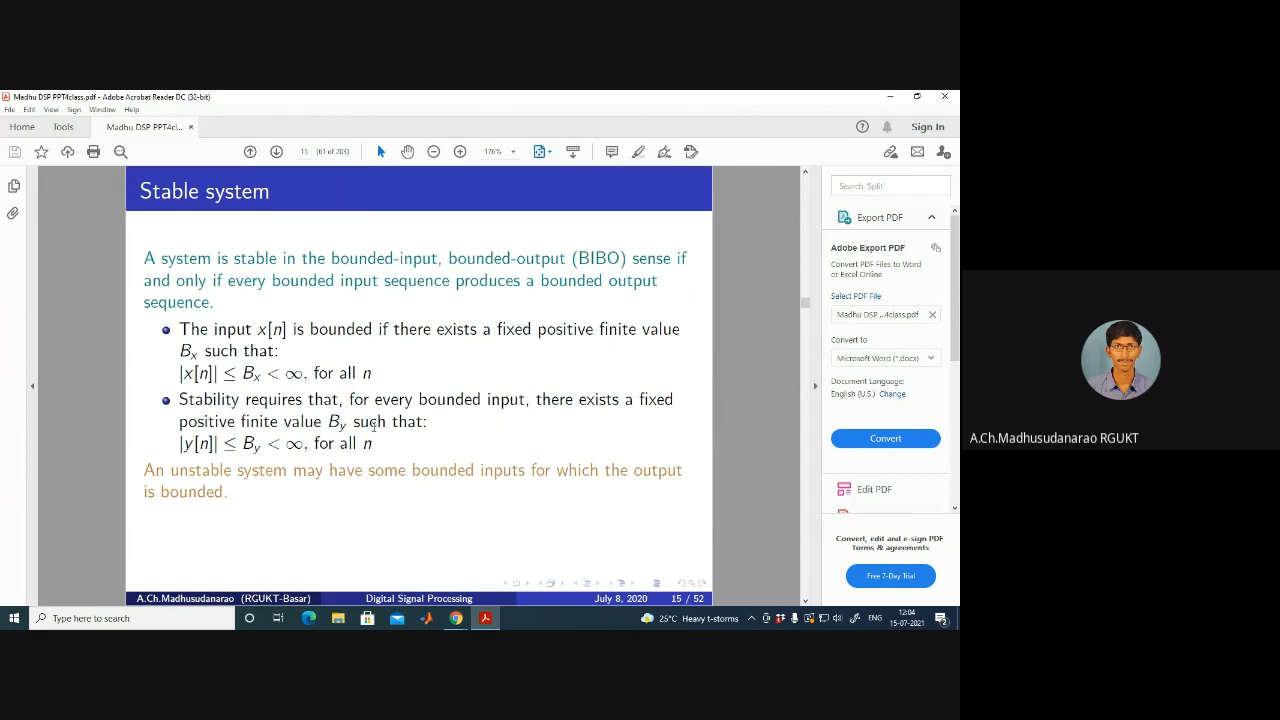 Madhu DSP PPT4class.pdf - Adobe Acrobat Reader DC (32-bit)
File Edit View Sign Window Help
Home Tools Madhu DSP PPT4cl... × Sign In
15 (61 of 203) 176%
Stable system
A system is stable in the bounded-input, bounded-output (BIBO) sense if
and only if every bounded input sequence produces a bounded output
sequence.
The input x[n] is bounded if there exists a fixed positive finite value
Bx such that:
|x[n]| ≤ Bx < ∞, for all n
Stability requires that, for every bounded input, there exists a fixed
positive finite value By such that:
|y[n]| ≤ By < ∞, for all n
An unstable system may have some bounded inputs for which the output
is bounded.
A.Ch.Madhusudanarao (RGUKT-Basar) Digital Signal Processing July 8, 2020 15 / 52
Search 'Split'
Export PDF
Adobe Export PDF
Convert PDF Files to Word
or Excel Online
Select PDF File
Madhu DSP ...4class.pdf ×
Convert to
Microsoft Word (*.docx)
Document Language:
English (U.S.) Change
Convert
Edit PDF
Convert, edit and e-sign PDF
forms & agreements
Free 7-Day Trial
Type here to search
25°C Heavy t-storms
ENG
12:04
15-07-2021
2
A.Ch.Madhusudanarao RGUKT